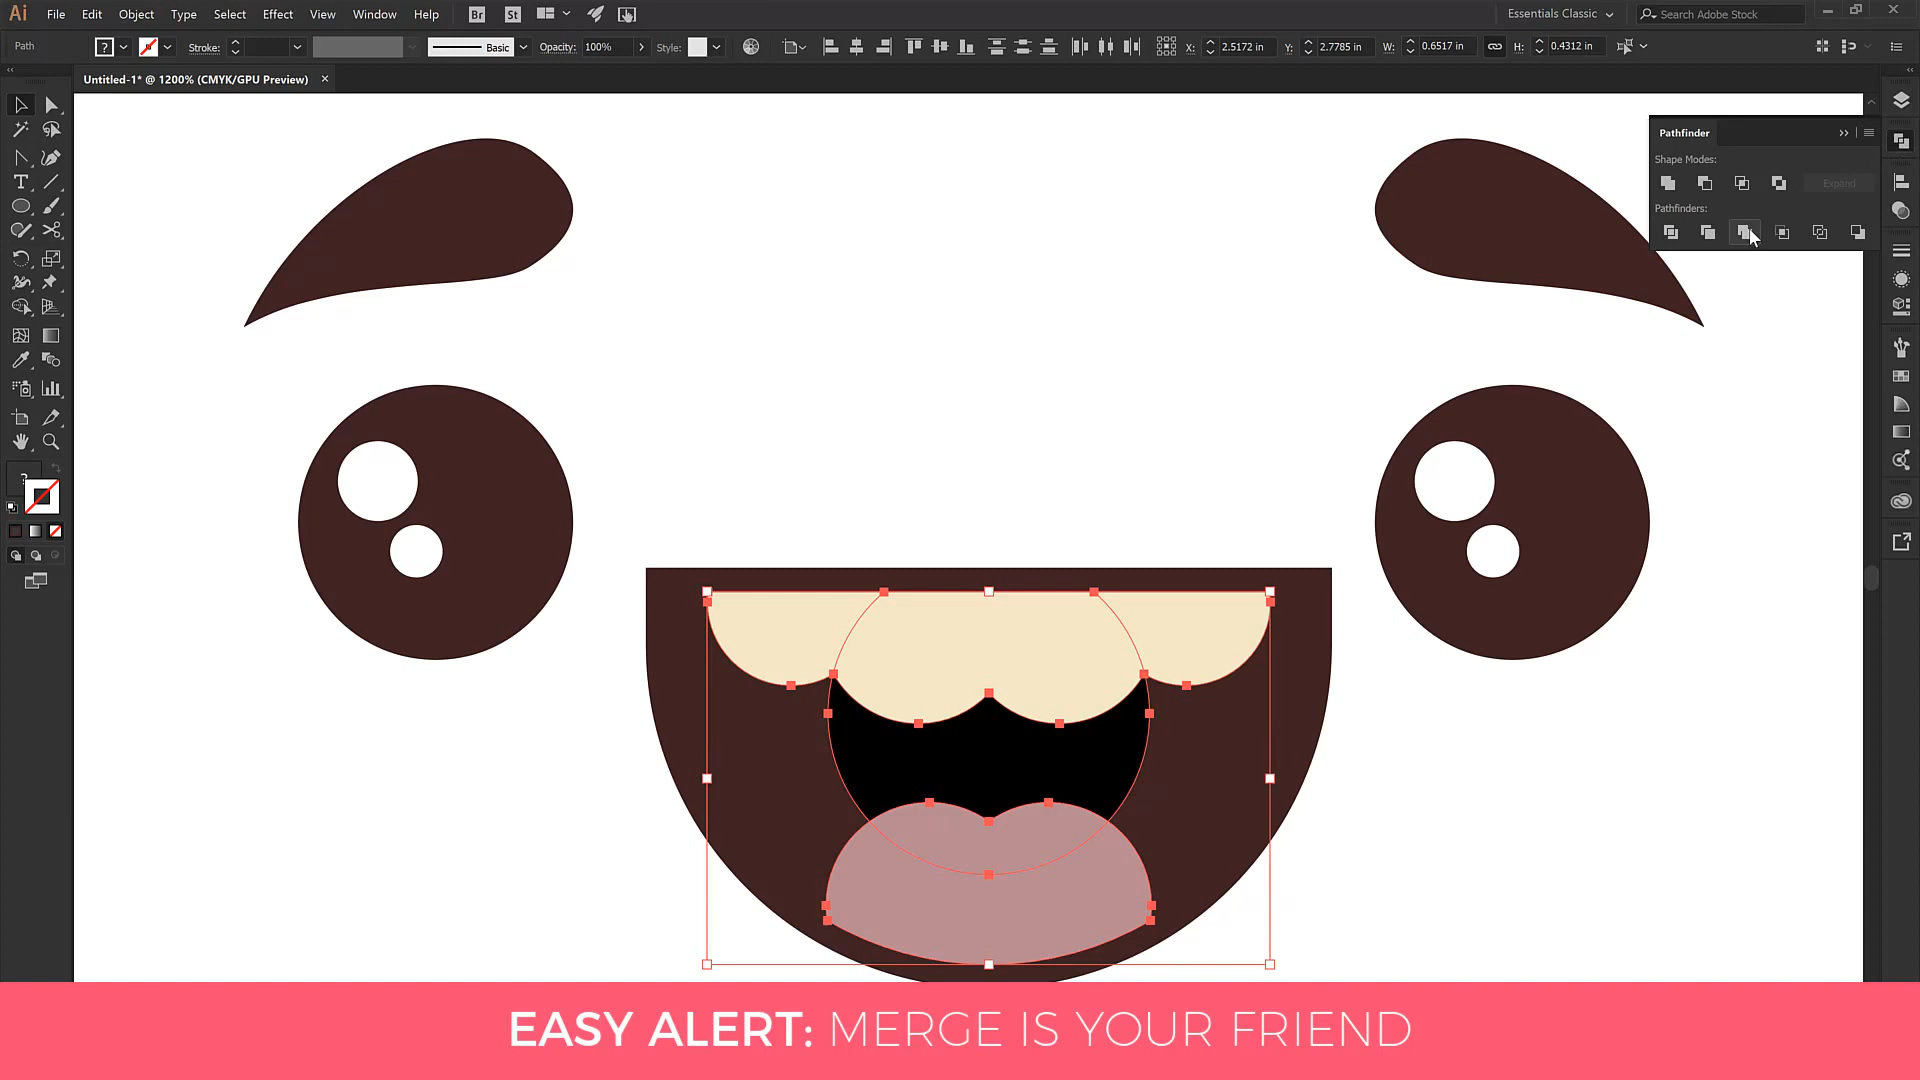 Ai File Edit Object Type Select Effect View Window Help Br St Essentials Classic Search Adobe Stock
Path ? Stroke: Basic Opacity: 100% Style: X: 2.5172 in Y: 2.7785 in W: 0.6517 in H: 0.4312 in
Untitled-1* @ 1200% (CMYK/GPU Preview) ×
Pathfinder
Shape Modes:
Expand
Pathfinders:
?
EASY ALERT: MERGE IS YOUR FRIEND